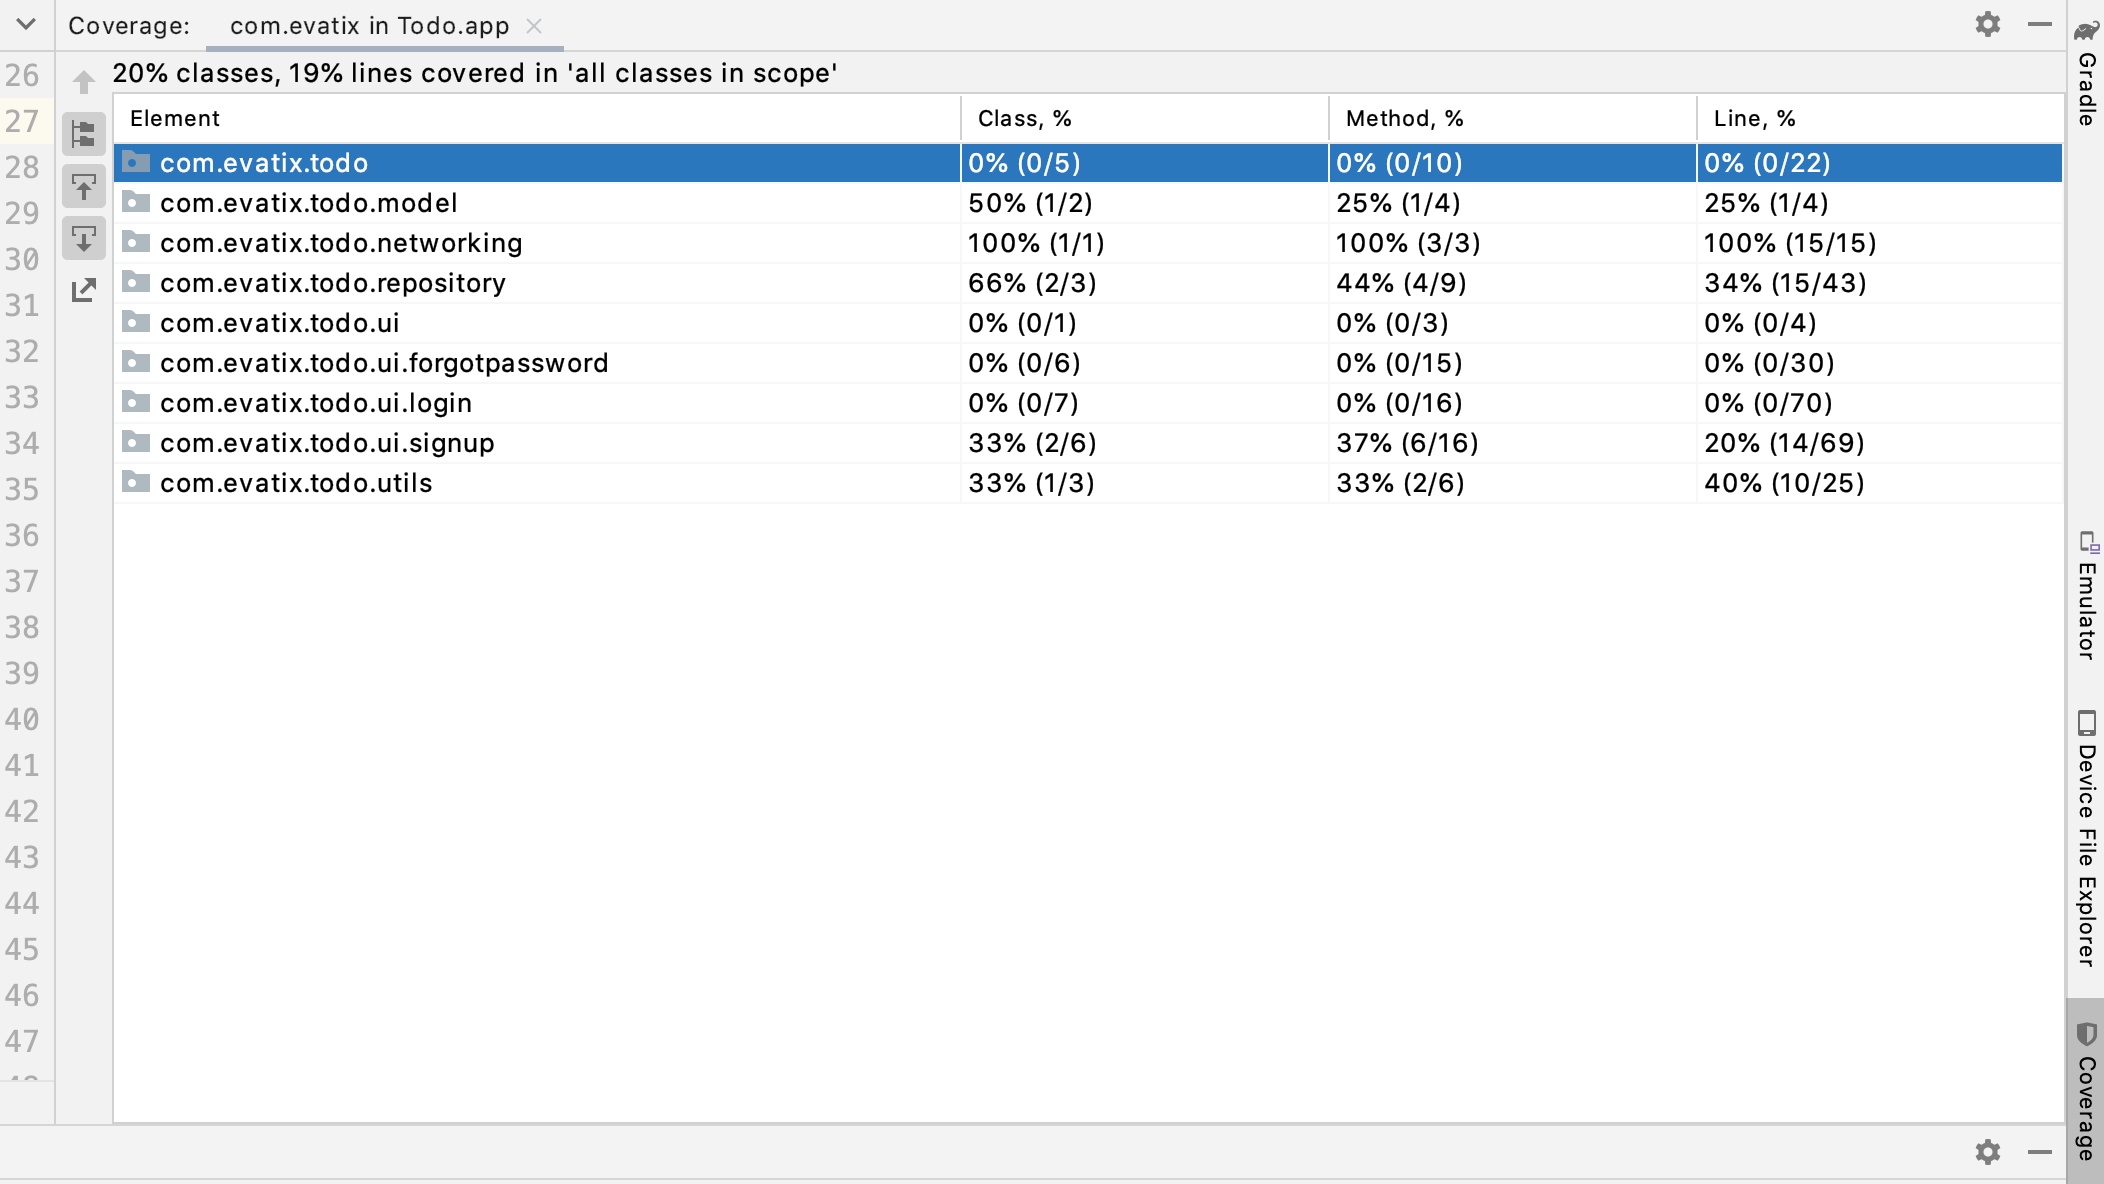 Coverage: com.evatix in Todo.app
20% classes, 19% lines covered in 'all classes in scope'
Element Class, % Method, % Line, %
com.evatix.todo 0% (0/5) 0% (0/10) 0% (0/22)
com.evatix.todo.model 50% (1/2) 25% (1/4) 25% (1/4)
com.evatix.todo.networking 100% (1/1) 100% (3/3) 100% (15/15)
com.evatix.todo.repository 66% (2/3) 44% (4/9) 34% (15/43)
com.evatix.todo.ui 0% (0/1) 0% (0/3) 0% (0/4)
com.evatix.todo.ui.forgotpassword 0% (0/6) 0% (0/15) 0% (0/30)
com.evatix.todo.ui.login 0% (0/7) 0% (0/16) 0% (0/70)
com.evatix.todo.ui.signup 33% (2/6) 37% (6/16) 20% (14/69)
com.evatix.todo.utils 33% (1/3) 33% (2/6) 40% (10/25)
26
27
28
29
30
31
32
33
34
35
36
37
38
39
40
41
42
43
44
45
46
47
Gradle
Emulator
Device File Explorer
Coverage